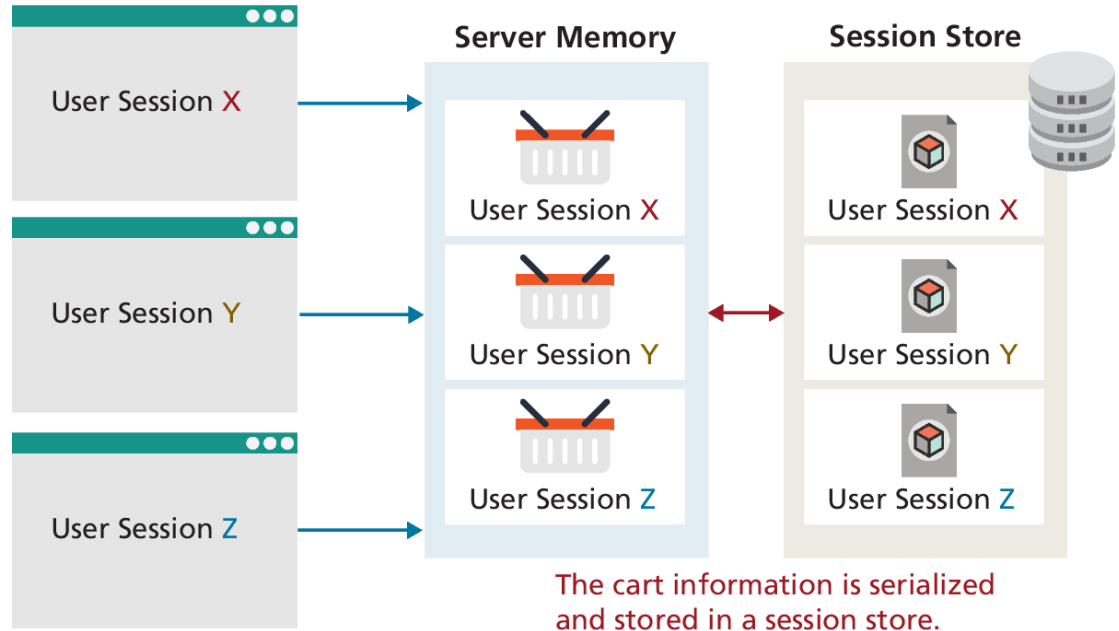 Server Memory
Session Store
User Session X
User Session X
User Session X
User Session Y
User Session Y
User Session Y
User Session Z
User Session Z
User Session Z
The cart information is serialized
and stored in a session store.